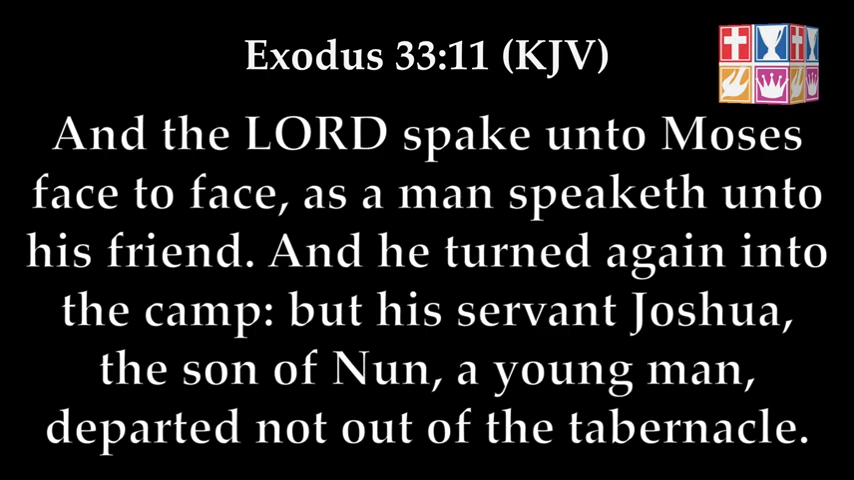 Exodus 33:11 (KJV)
And the LORD spake unto Moses
face to face, as a man speaketh unto
his friend. And he turned again into
the camp: but his servant Joshua,
the son of Nun, a young man,
departed not out of the tabernacle.